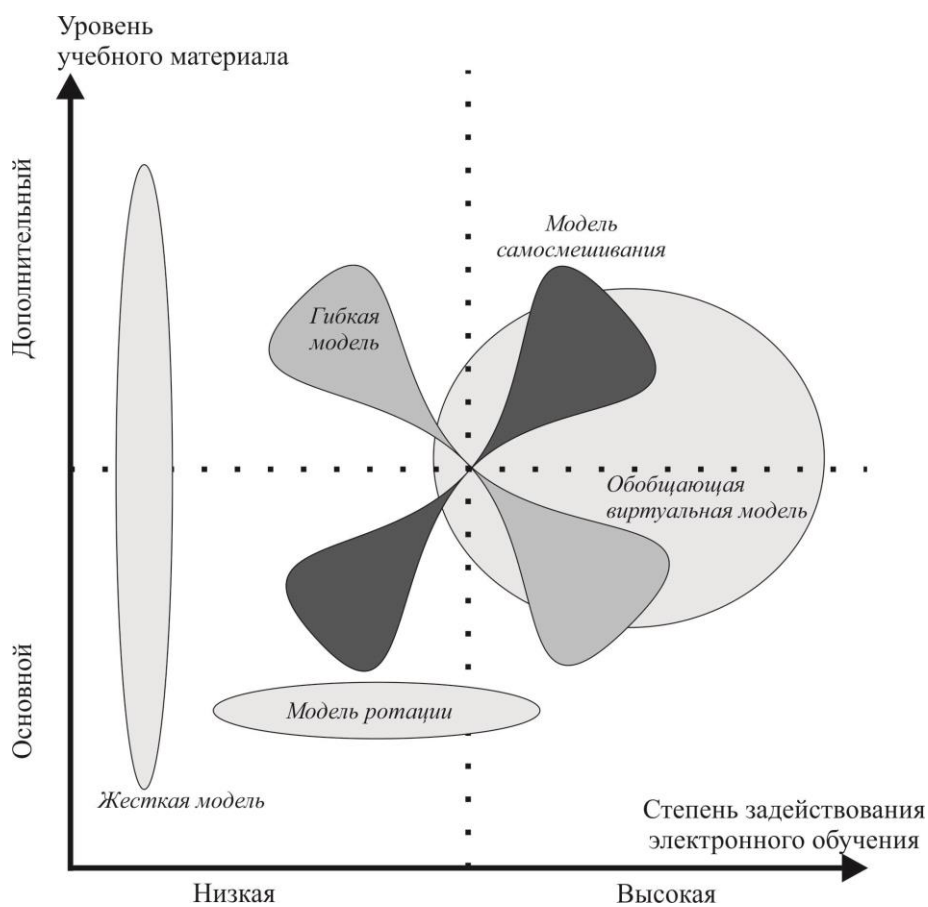 Уровень
учебного материала
Дополнительный
Основной
Модель
самосмешивания
Гибкая
модель
Обобщающая
виртуальная модель
Модель ротации
Жесткая модель
Степень задействования
электронного обучения
Низкая
Высокая